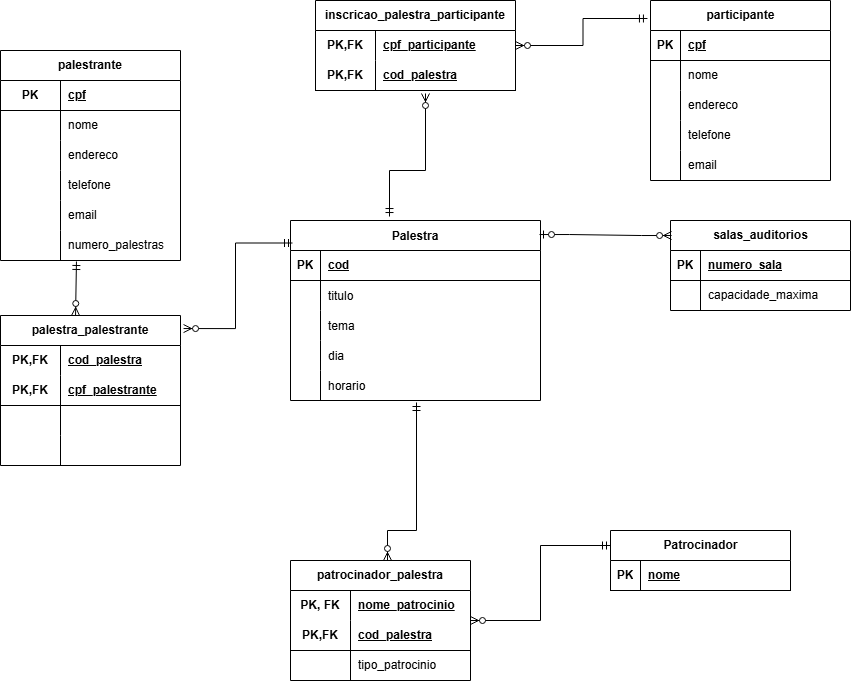 inscricao_palestra_participante
PK,FK cpf_participante
PK,FK cod_palestra
participante
PK cpf
nome
endereco
telefone
email
palestrante
PK cpf
nome
endereco
telefone
email
numero_palestras
Palestra
PK cod
titulo
tema
dia
horario
salas_auditorios
PK numero_sala
capacidade_maxima
palestra_palestrante
PK,FK cod_palestra
PK,FK cpf_palestrante
patrocinador_palestra
PK, FK nome_patrocinio
PK,FK cod_palestra
tipo_patrocinio
Patrocinador
PK nome